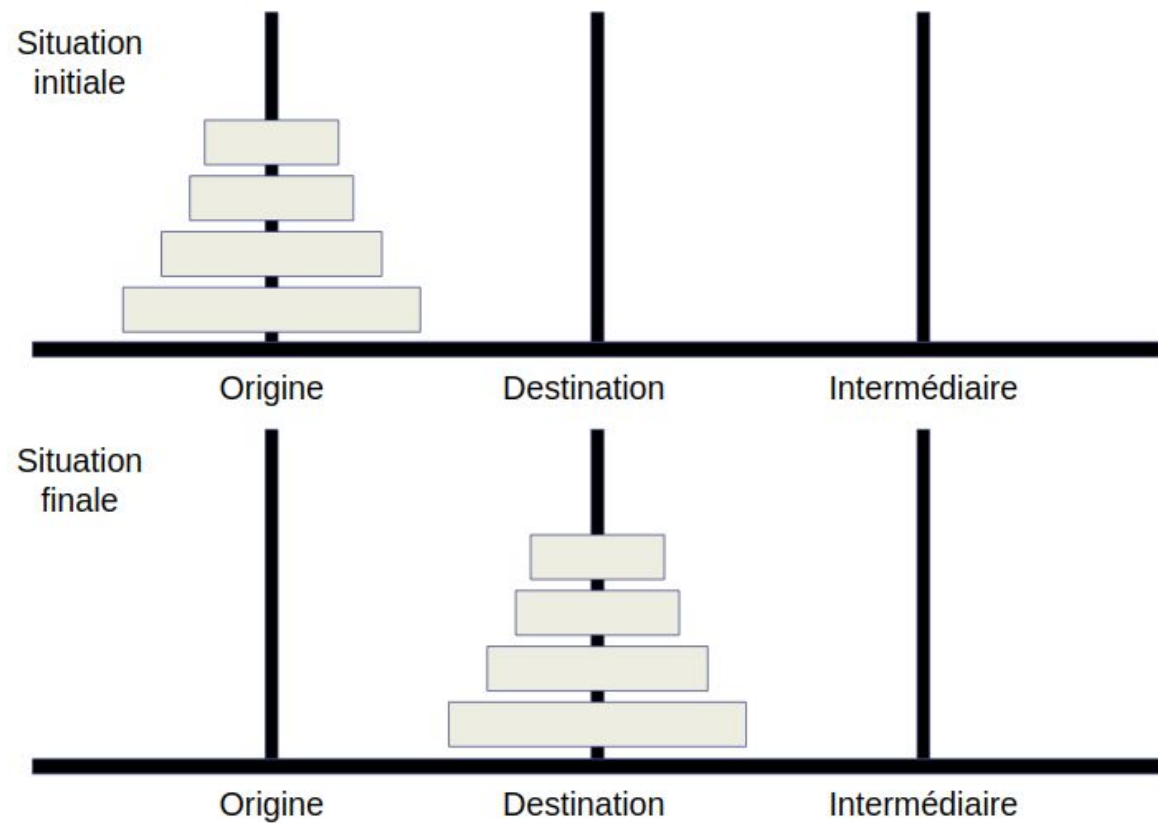 Situation
initiale
Origine Destination Intermédiaire
Situation
finale
Origine Destination Intermédiaire